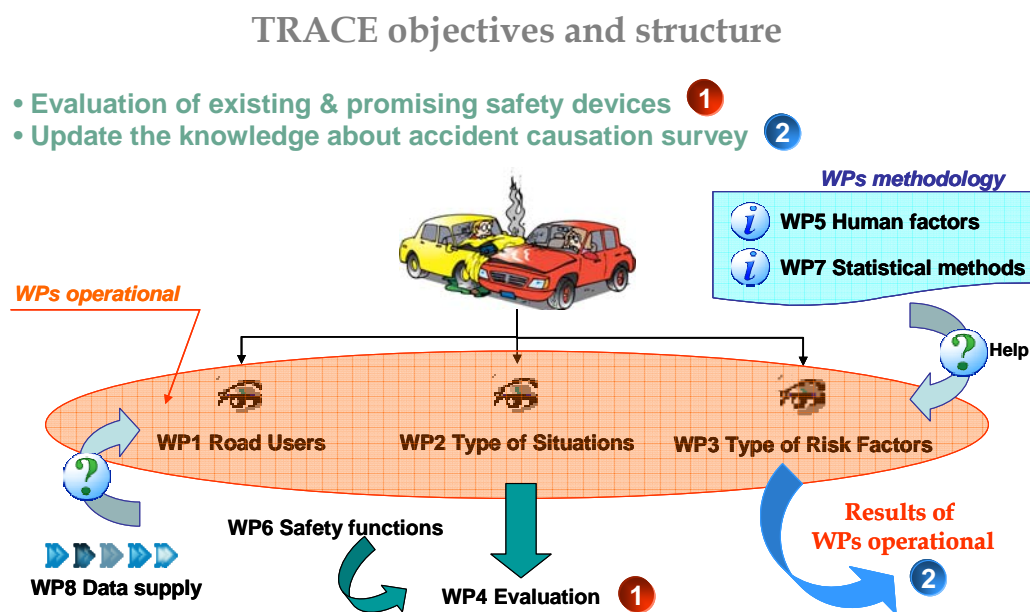 TRACE objectives and structure
• Evaluation of existing & promising safety devices 1
• Update the knowledge about accident causation survey 2
WPs methodology
i WP5 Human factors
i WP7 Statistical methods
WPs operational
? Help
WP1 Road Users
WP2 Type of Situations
WP3 Type of Risk Factors
?
WP6 Safety functions
Results of
WPs operational
2
WP8 Data supply
WP4 Evaluation 1